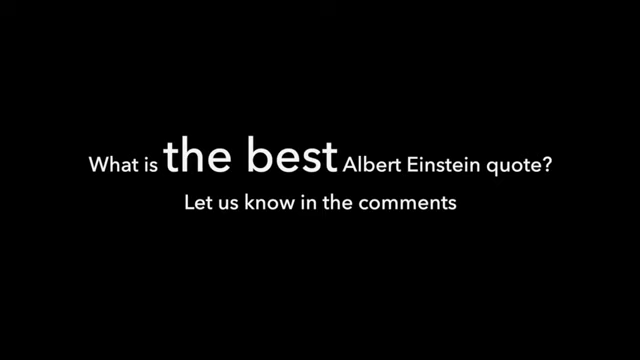 What is the best Albert Einstein quote?
Let us know in the comments